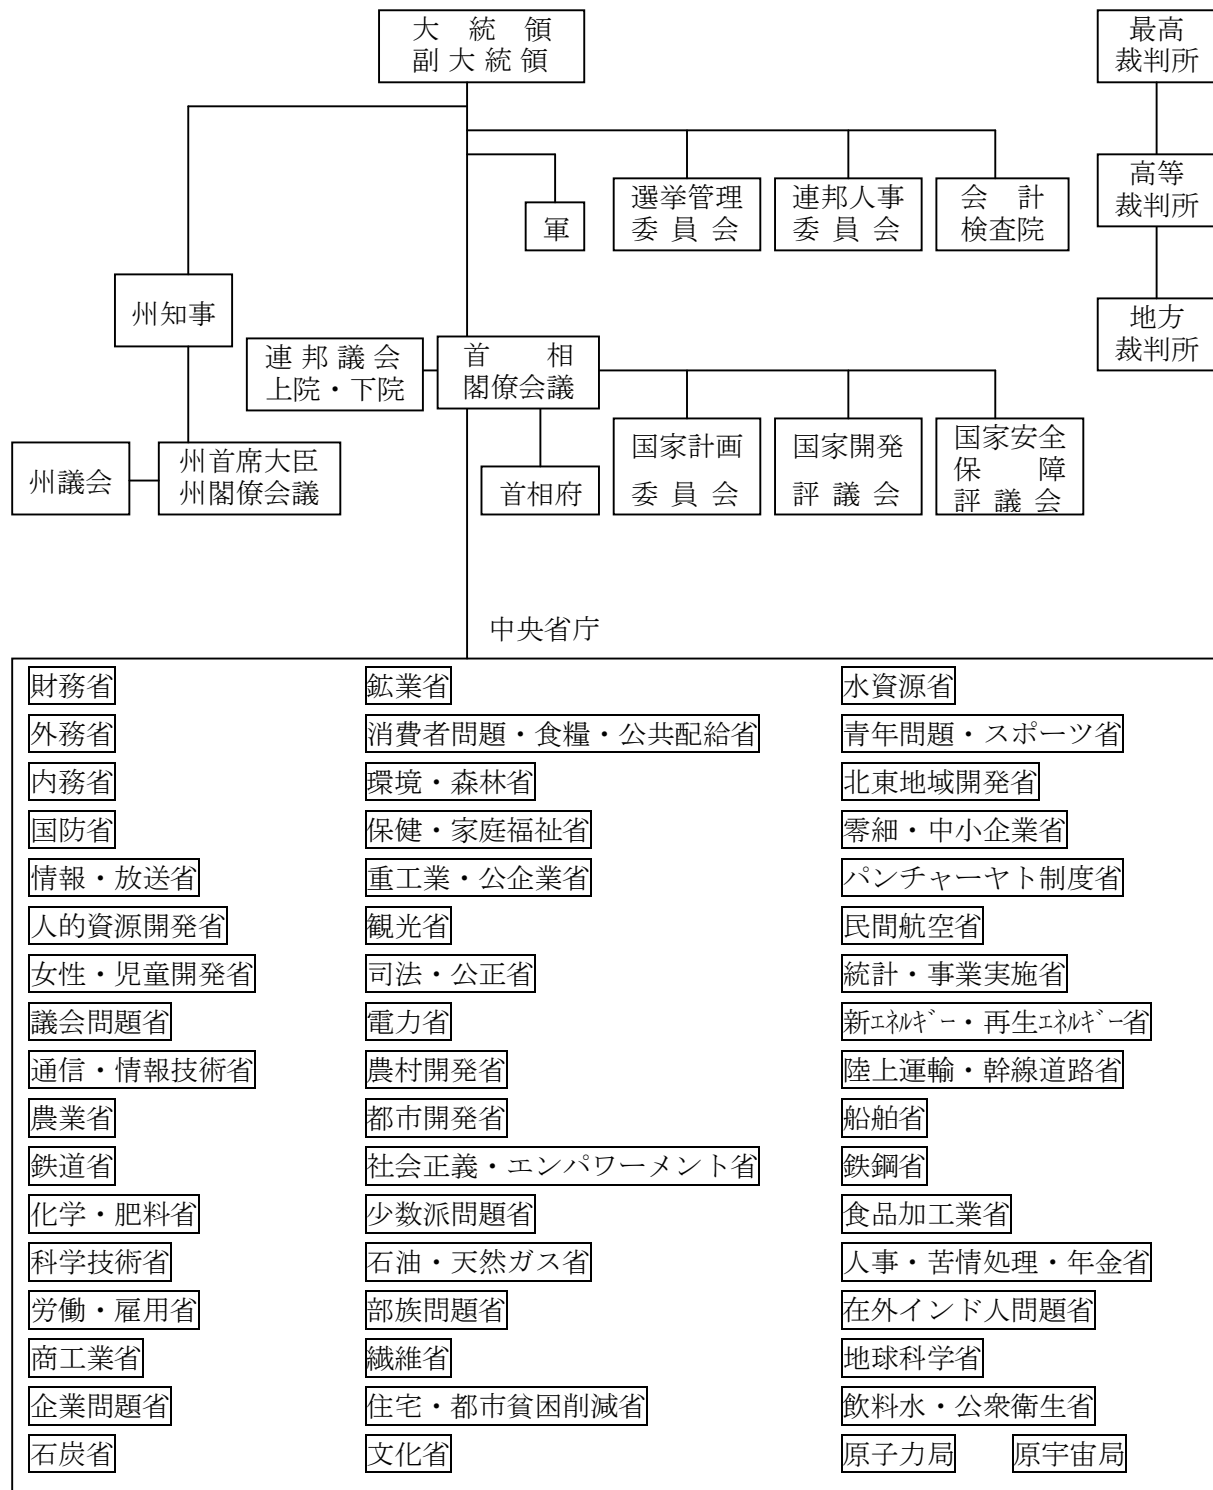 大統領
副大統領
最高
裁判所
選挙管理
委員会
連邦人事
委員会
会計
検査院
高等
裁判所
軍
州知事
地方
裁判所
連邦議会
上院・下院
首相
閣僚会議
州議会
州首席大臣
州閣僚会議
首相府
国家計画
委員会
国家開発
評議会
国家安全
保障
評議会
中央省庁
財務省
外務省
内務省
国防省
情報・放送省
人的資源開発省
女性・児童開発省
議会問題省
通信・情報技術省
農業省
鉄道省
化学・肥料省
科学技術省
労働・雇用省
商工業省
企業問題省
石炭省
鉱業省
消費者問題・食糧・公共配給省
環境・森林省
保健・家庭福祉省
重工業・公企業省
観光省
司法・公正省
電力省
農村開発省
都市開発省
社会正義・エンパワーメント省
少数派問題省
石油・天然ガス省
部族問題省
繊維省
住宅・都市貧困削減省
文化省
水資源省
青年問題・スポーツ省
北東地域開発省
零細・中小企業省
パンチャーヤト制度省
民間航空省
統計・事業実施省
新ｴﾈﾙｷﾞｰ・再生ｴﾈﾙｷﾞｰ省
陸上運輸・幹線道路省
船舶省
鉄鋼省
食品加工業省
人事・苦情処理・年金省
在外インド人問題省
地球科学省
飲料水・公衆衛生省
原子力局
原宇宙局